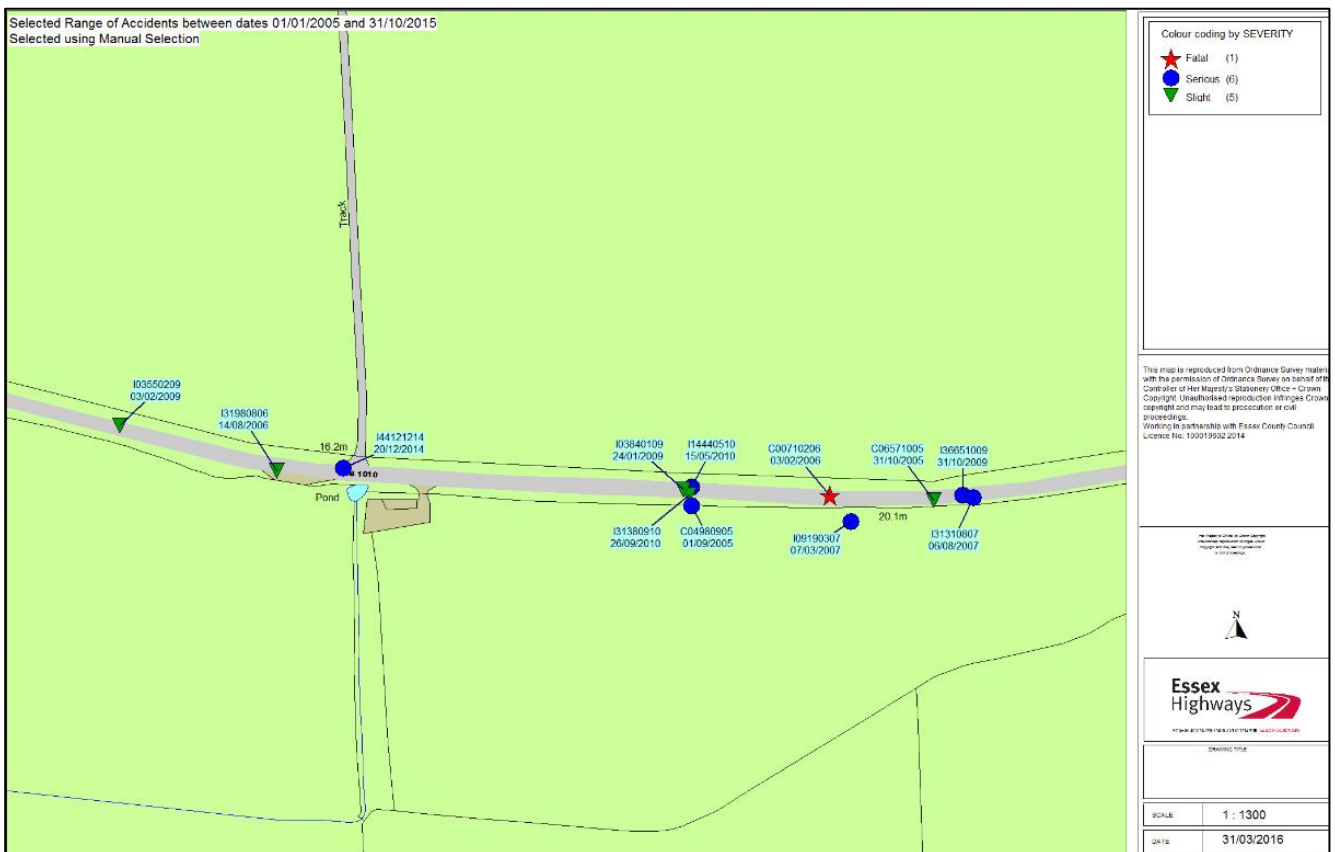 Selected Range of Accidents between dates 01/01/2005 and 31/10/2015
Selected using Manual Selection
Track
I03550209
03/02/2009
I31980806
14/08/2006
16.2m
I44121214
20/12/2014
B 1010
Pond
I03840109
24/01/2009
I14440510
15/05/2010
C00710206
03/02/2006
C06571005
31/10/2005
I36651009
31/10/2009
I31380910
26/09/2010
C04980905
01/09/2005
I09190307
07/03/2007
20.1m
I31310807
06/08/2007
Colour coding by SEVERITY
Fatal (1)
Serious (6)
Slight (5)
This map is reproduced from Ordnance Survey materi
with the permission of Ordnance Survey on behalf of th
Controller of Her Majesty's Stationery Office + Crown
Copyright. Unauthorised reproduction infringes Crown
copyright and may lead to prosecution or civil
proceedings.
Working in partnership with Essex County Council
Licence No: 100019602 2014
N
Essex
Highways
DRAWING TITLE
SCALE 1 : 1300
DATE 31/03/2016